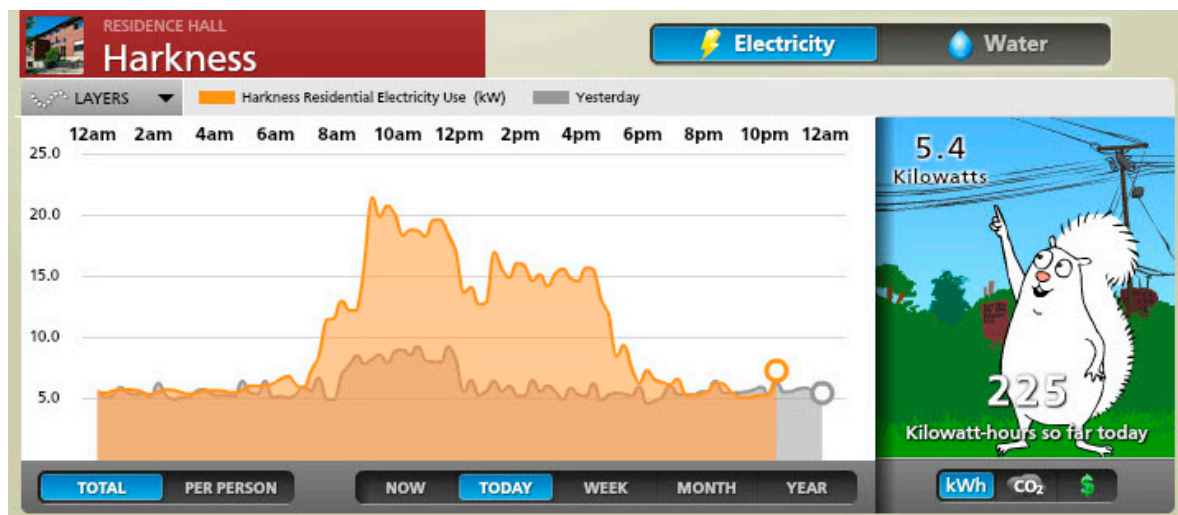 RESIDENCE HALL
Harkness
Electricity Water
LAYERS Harkness Residential Electricity Use (kW) Yesterday
12am 2am 4am 6am 8am 10am 12pm 2pm 4pm 6pm 8pm 10pm 12am
25.0
20.0
15.0
10.0
5.0
5.4
Kilowatts
225
Kilowatt-hours so far today
TOTAL PER PERSON NOW TODAY WEEK MONTH YEAR
kWh CO₂ $